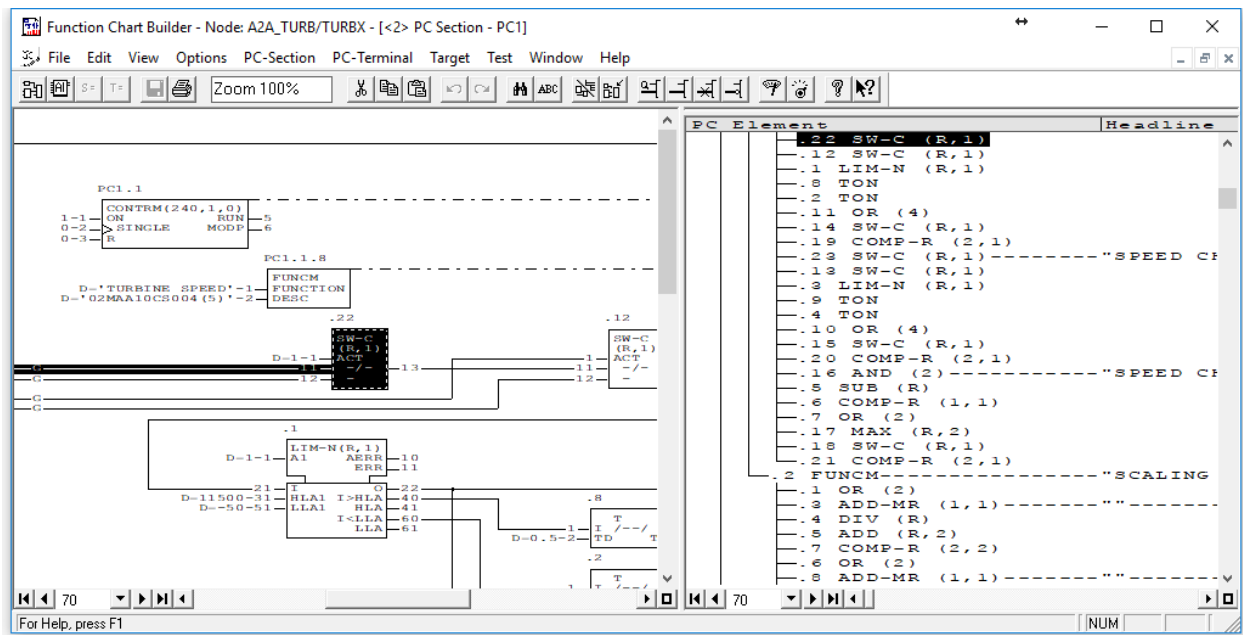 Function Chart Builder - Node: A2A_TURB/TURBX - [<2> PC Section - PC1]
File Edit View Options PC-Section PC-Terminal Target Test Window Help
S= T= Zoom 100% ABC
PC1.1
CONTRM(240,1,0)
1-1 ON RUN 5
0-2 SINGLE MODP 6
0-3 R
PC1.1.8
FUNCM
D='TURBINE SPEED'-1 FUNCTION
D='02MAA10CS004(5)'-2 DESC
.22 .12
SW-C SW-C
(R,1) (R,1)
D=1-1 ACT 1 ACT
G 11 -/- 13 11 -/-
G 12 - 12 -
G
G
.1
LIM-N(R,1)
D=1-1 A1 AERR 10
ERR 11
21 I O 22
D=11500-31 HLA1 I>HLA 40 .8
D=-50-51 LLA1 HLA 41
I<LLA 60 T
LLA 61 1 I /--/
D=0.5-2 TD T
.2
T
1 I /--/
70
PC Element Headline
.22 SW-C (R,1)
.12 SW-C (R,1)
.1 LIM-N (R,1)
.8 TON
.2 TON
.11 OR (4)
.14 SW-C (R,1)
.19 COMP-R (2,1)
.23 SW-C (R,1)--------"SPEED CH
.13 SW-C (R,1)
.3 LIM-N (R,1)
.9 TON
.4 TON
.10 OR (4)
.15 SW-C (R,1)
.20 COMP-R (2,1)
.16 AND (2)-----------"SPEED CH
.5 SUB (R)
.6 COMP-R (1,1)
.7 OR (2)
.17 MAX (R,2)
.18 SW-C (R,1)
.21 COMP-R (2,1)
.2 FUNCM---------------"SCALING
.1 OR (2)
.3 ADD-MR (1,1)-------""-------
.4 DIV (R)
.5 ADD (R,2)
.7 COMP-R (2,2)
.6 OR (2)
.8 ADD-MR (1,1)-------""-------
70
For Help, press F1 NUM